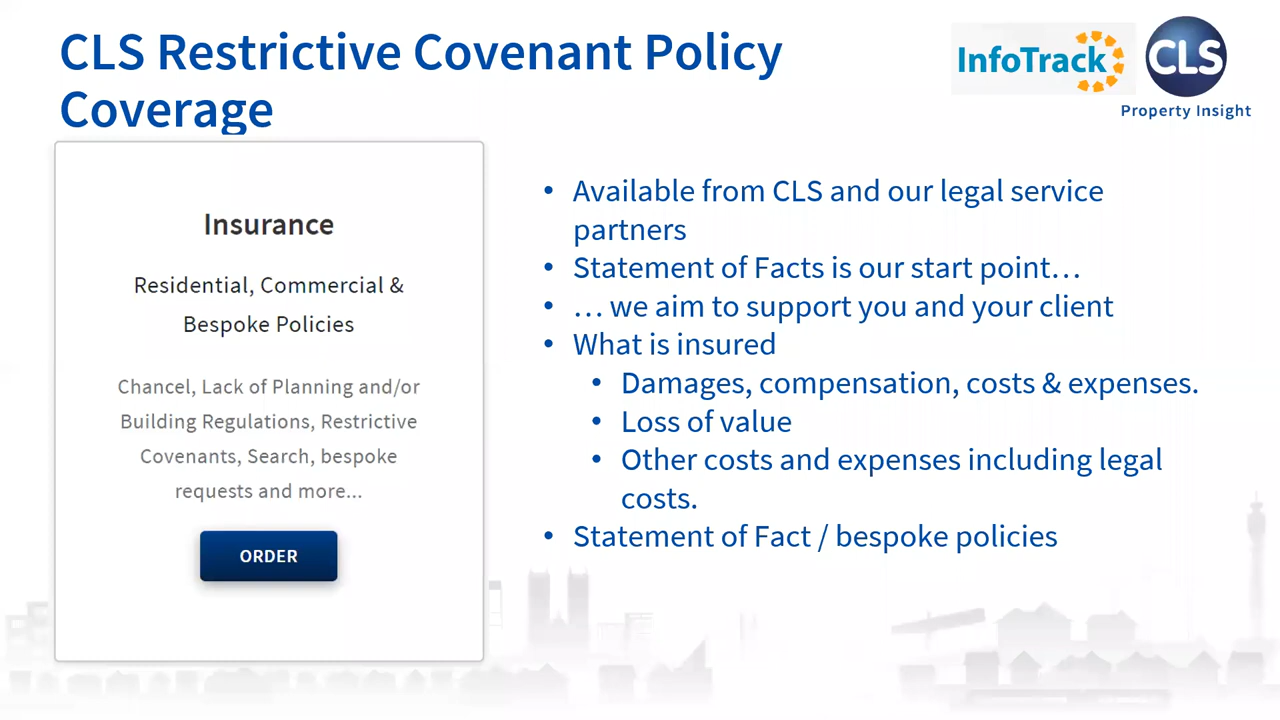 CLS Restrictive Covenant Policy
Coverage
InfoTrack
CLS
Property Insight
Insurance
Residential, Commercial &
Bespoke Policies
Chancel, Lack of Planning and/or
Building Regulations, Restrictive
Covenants, Search, bespoke
requests and more...
ORDER
• Available from CLS and our legal service
partners
• Statement of Facts is our start point…
• … we aim to support you and your client
• What is insured
• Damages, compensation, costs & expenses.
• Loss of value
• Other costs and expenses including legal
costs.
• Statement of Fact / bespoke policies